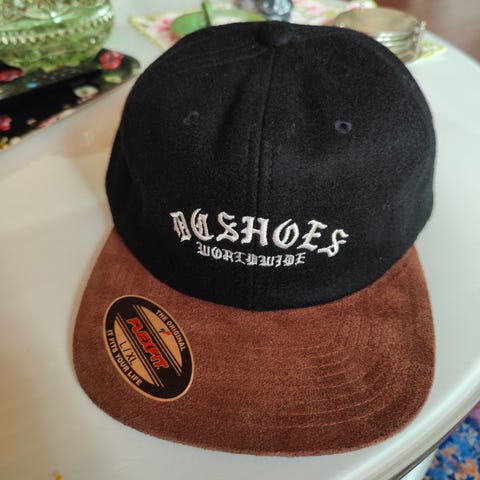 DCSHOES
WORLDWIDE
THE ORIGINAL
FLEXFIT
L/XL
IT FITS YOUR LIFE